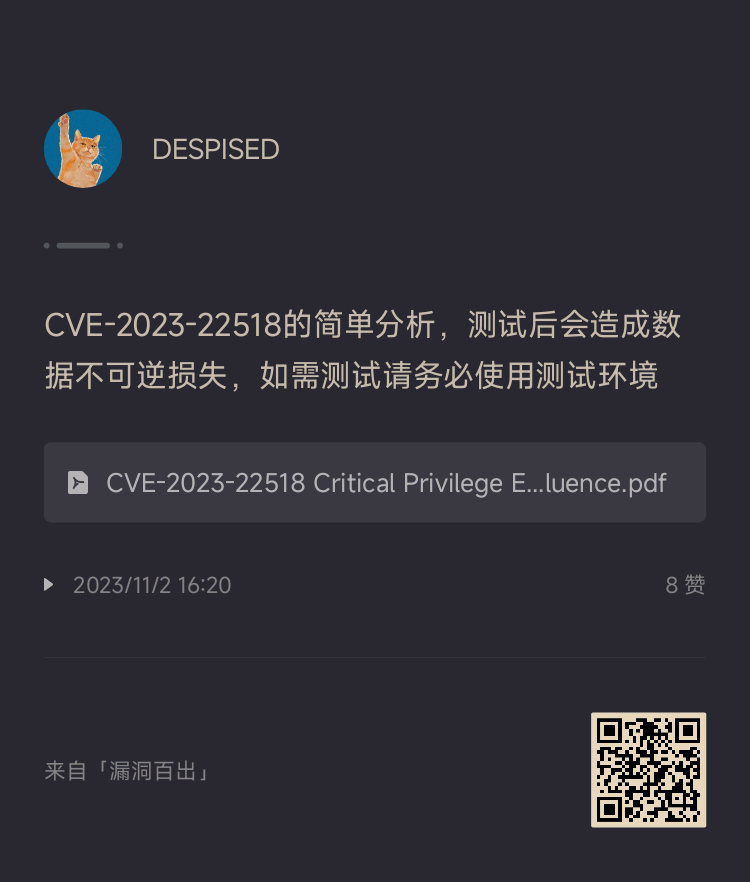 DESPISED
CVE-2023-22518的简单分析，测试后会造成数
据不可逆损失，如需测试请务必使用测试环境
CVE-2023-22518 Critical Privilege E...luence.pdf
2023/11/2 16:20
8 赞
来自「漏洞百出」